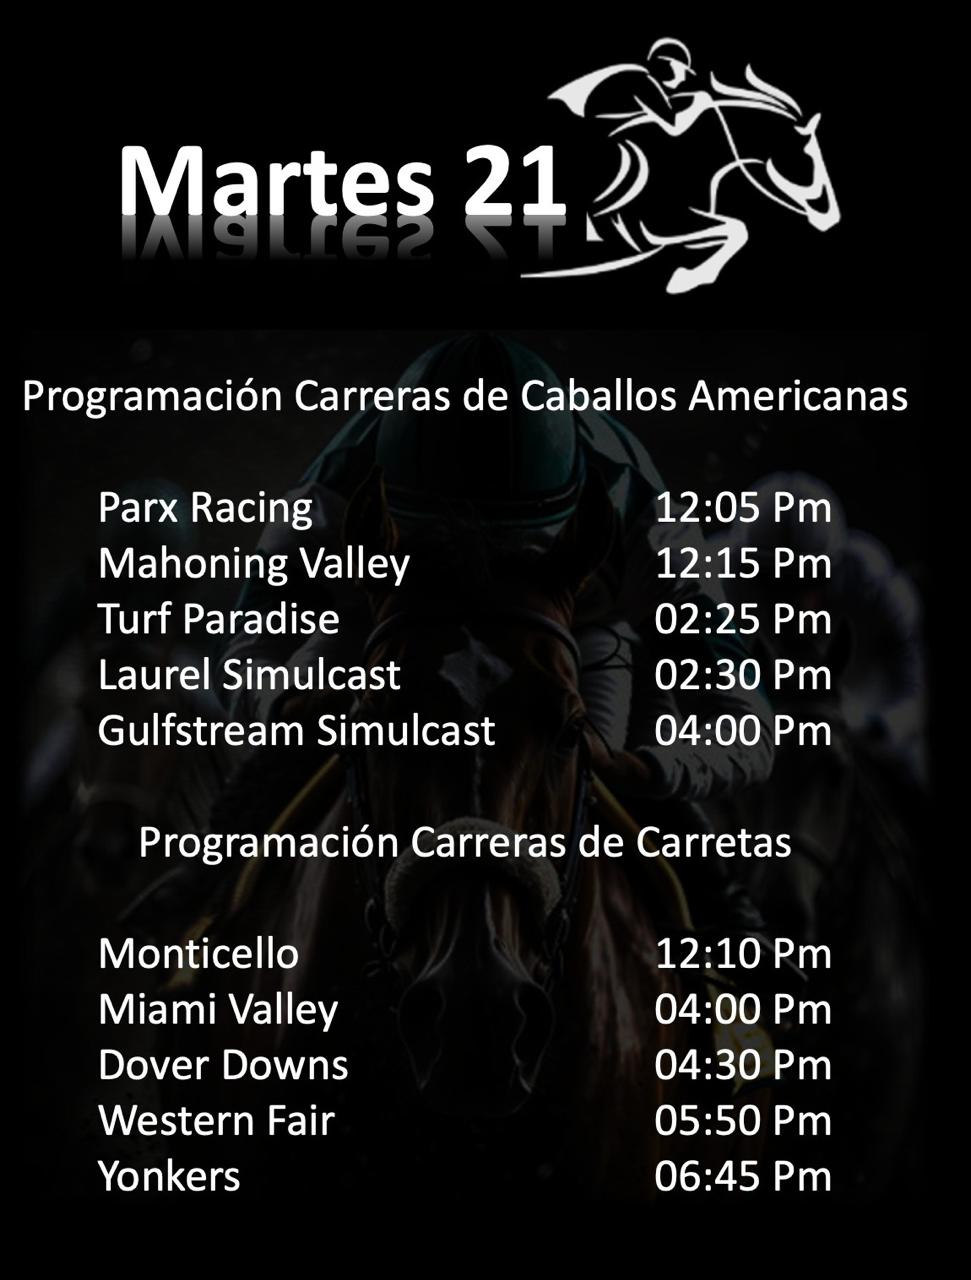 Martes 21
Programación Carreras de Caballos Americanas
Parx Racing 12:05 Pm
Mahoning Valley 12:15 Pm
Turf Paradise 02:25 Pm
Laurel Simulcast 02:30 Pm
Gulfstream Simulcast 04:00 Pm
Programación Carreras de Carretas
Monticello 12:10 Pm
Miami Valley 04:00 Pm
Dover Downs 04:30 Pm
Western Fair 05:50 Pm
Yonkers 06:45 Pm